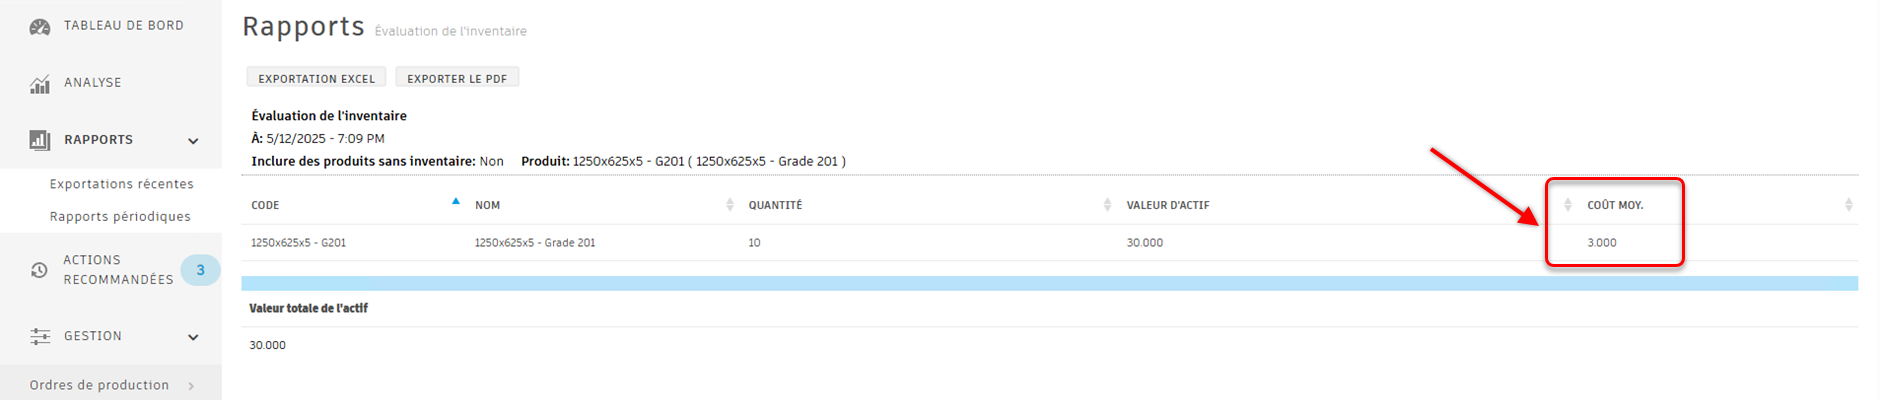 TABLEAU DE BORD
ANALYSE
RAPPORTS
Exportations récentes
Rapports périodiques
ACTIONS
RECOMMANDÉES
3
GESTION
Ordres de production
Rapports Évaluation de l'inventaire
EXPORTATION EXCEL EXPORTER LE PDF
Évaluation de l'inventaire
À: 5/12/2025 - 7:09 PM
Inclure des produits sans inventaire: Non Produit: 1250x625x5 - G201 ( 1250x625x5 - Grade 201 )
CODE NOM QUANTITÉ VALEUR D'ACTIF COÛT MOY.
1250x625x5 - G201 1250x625x5 - Grade 201 10 30.000 3.000
Valeur totale de l'actif
30.000